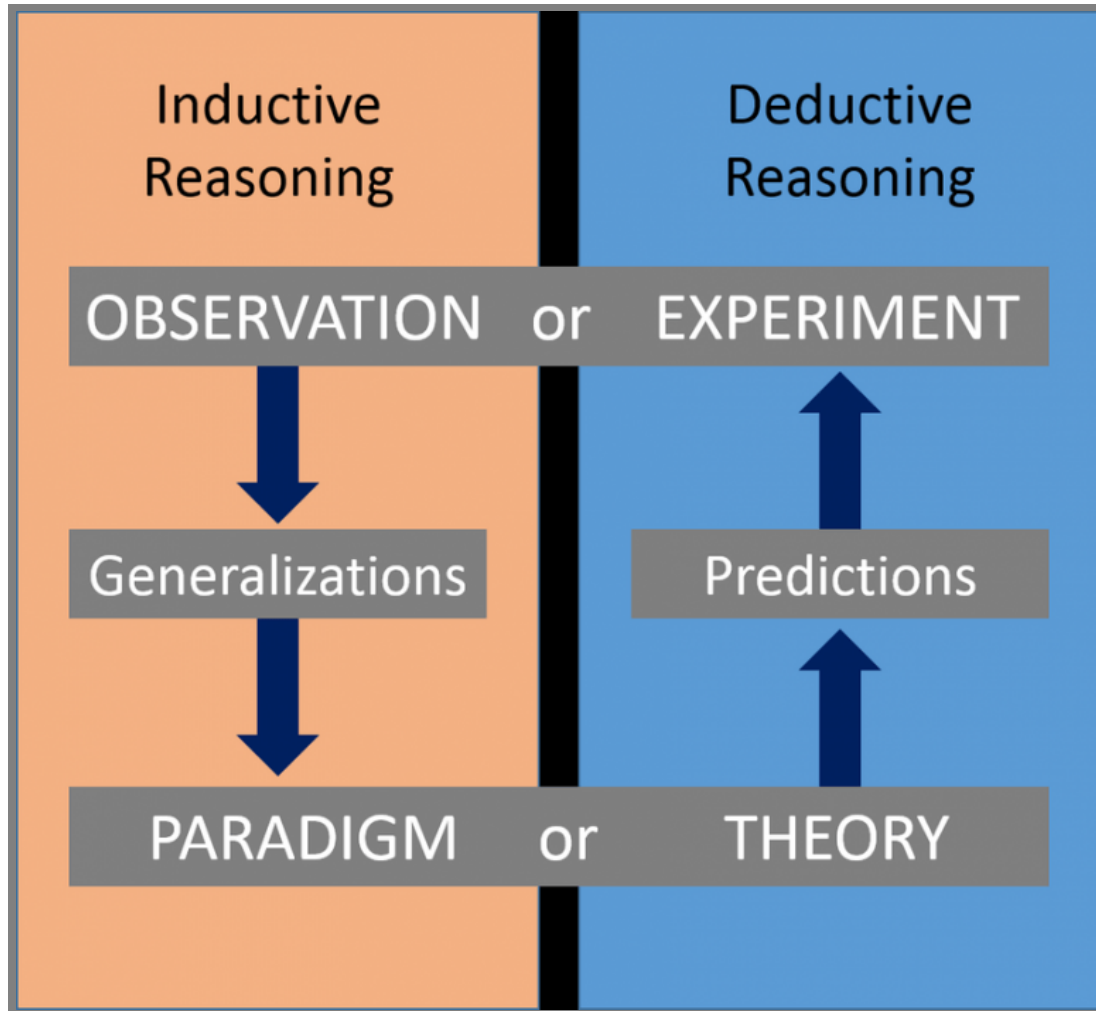 Inductive
Reasoning
Deductive
Reasoning
OBSERVATION or EXPERIMENT
Generalizations
Predictions
PARADIGM or THEORY